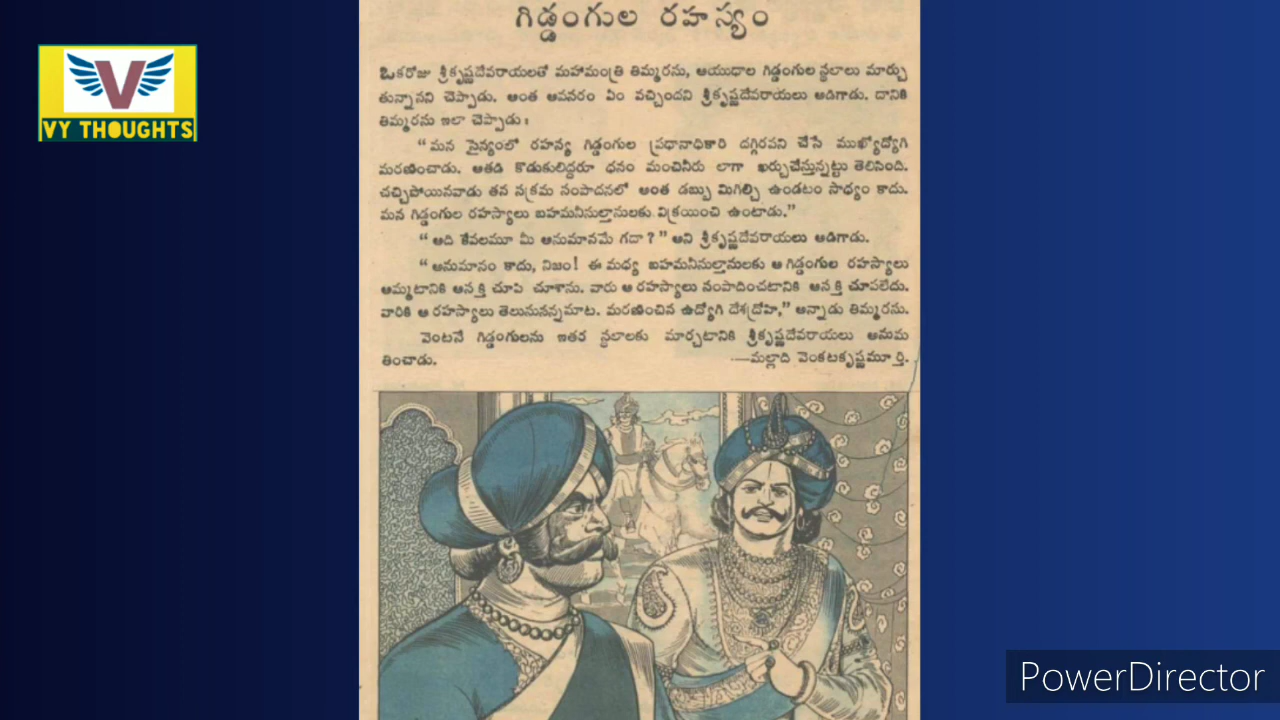 గిడ్డంగుల రహస్యం
V
VY THOUGHTS
ఒకరోజు శ్రీకృష్ణదేవరాయలతో మహామంత్రి తిమ్మరసు, ఆయుధాల గిడ్డంగుల స్థలాలు మార్చు
తున్నానని చెప్పాడు. అంత అవసరం ఏం వచ్చిందని శ్రీకృష్ణదేవరాయలు అడిగాడు. దానికి
తిమ్మరసు ఇలా చెప్పాడు:
“మన సైన్యంలో రహస్య గిడ్డంగుల ప్రధానాధికారి దగ్గిరపని చేసే ముఖ్యోద్యోగి
మరణించాడు. అతడి కొడుకులిద్దరూ ధనం మంచినీరు లాగా ఖర్చుచేస్తున్నట్టు తెలిసింది.
చచ్చిపోయినవాడు తన సక్రమ సంపాదనలో అంత డబ్బు మిగిల్చి ఉండటం సాధ్యం కాదు.
మన గిడ్డంగుల రహస్యాలు బహమనీసుల్తానులకు విక్రయించి ఉంటాడు.”
“అది కేవలమూ మీ అనుమానమే గదా?” అని శ్రీకృష్ణదేవరాయలు అడిగాడు.
“అనుమానం కాదు, నిజం! ఈ మధ్య బహమనీసుల్తానులకు ఆ గిడ్డంగుల రహస్యాలు
అమ్మటానికి ఆసక్తి చూపి చూశాను. వారు ఆ రహస్యాలు సంపాదించటానికి ఆసక్తి చూపలేదు.
వారికి ఆ రహస్యాలు తెలుసునన్నమాట. మరణించిన ఉద్యోగి దేశద్రోహి,” అన్నాడు తిమ్మరసు.
వెంటనే గిడ్డంగులను ఇతర స్థలాలకు మార్చటానికి శ్రీకృష్ణదేవరాయలు అనుమ
తించాడు. —మల్లాది వెంకటకృష్ణమూర్తి.
PowerDirector